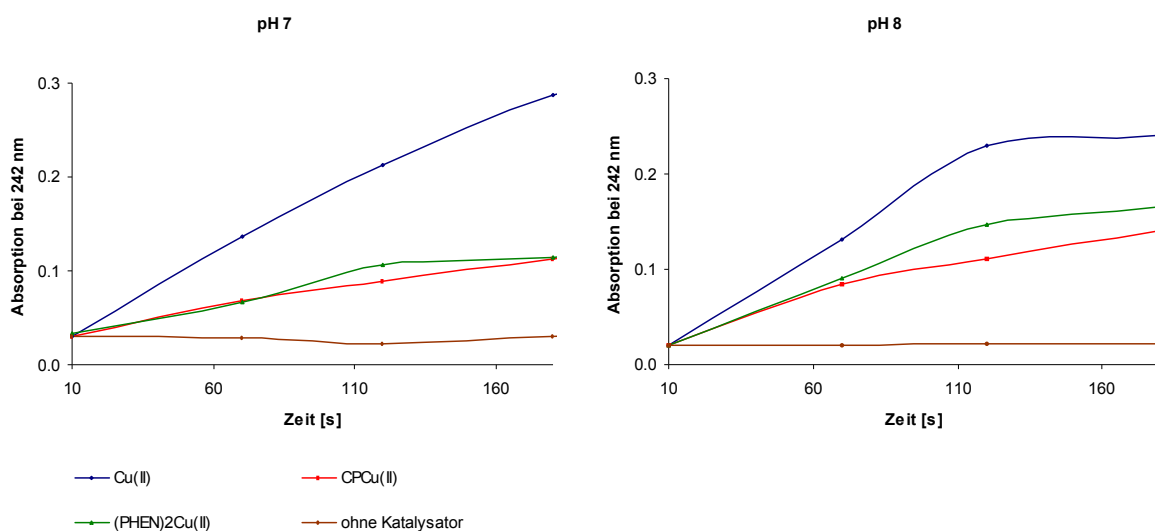 pH 7
0.3
0.2
0.1
0.0
10
60
110
160
Absorption bei 242 nm
Zeit [s]
pH 8
0.3
0.2
0.1
0.0
10
60
110
160
Absorption bei 242 nm
Zeit [s]
Cu(II)
CPCu(II)
(PHEN)2Cu(II)
ohne Katalysator